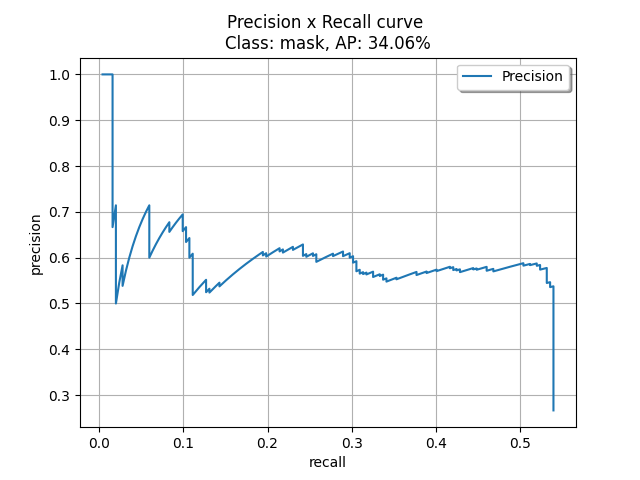 Precision x Recall curve
Class: mask, AP: 34.06%
Precision
1.0
0.9
0.8
0.7
0.6
0.5
0.4
0.3
precision
0.0 0.1 0.2 0.3 0.4 0.5
recall